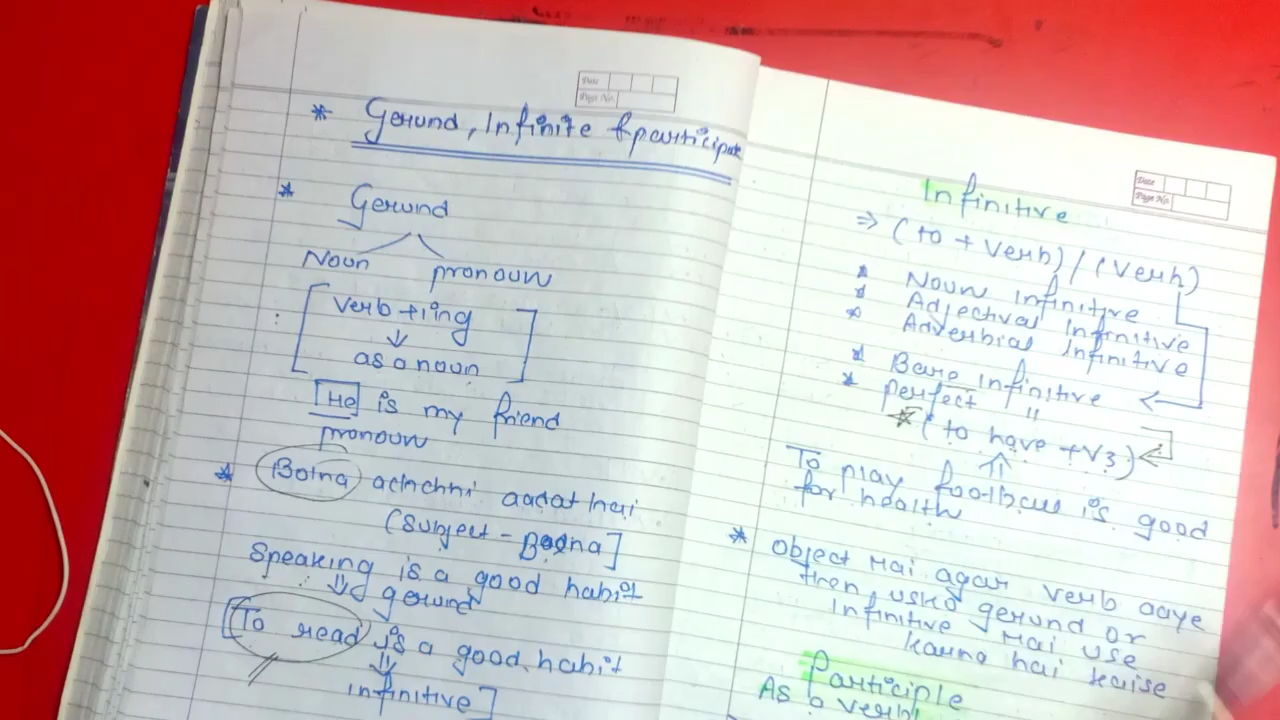 Date
Page No.
* Gerund, Infinite & participate
* Gerund
Noun pronoun
[verb + ing
as a noun]
He is my friend
pronoun
* Bolna achchhi aadat hai
(Subject - Bolna]
Speaking is a good habit
gerund
[To read is a good habit
infinitive]
Date
Page No.
Infinitive
⇒ (to + verb) / (verb)
* Noun infinitive
* Adjectival Infinitive
* Adverbial Infinitive
* Bare infinitive
* perfect "
* (to have + V3)
To play football is good
for health
* Object mai agar verb aaye
then, usko gerund or
infinitive mai use
karna hai kaise
Participle
As a verb